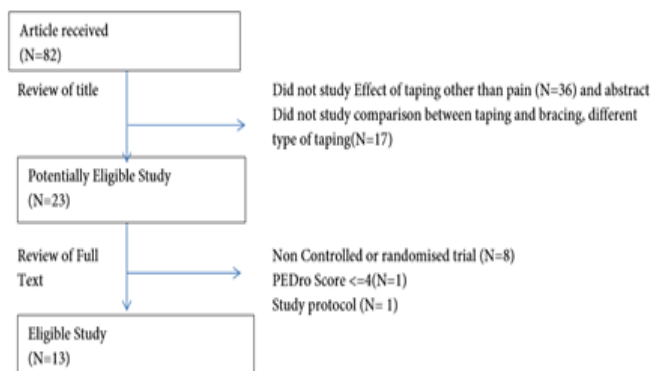 Article received
(N=82)
Review of title
Did not study Effect of taping other than pain (N=36) and abstract
Did not study comparison between taping and bracing, different
type of taping(N=17)
Potentially Eligible Study
(N=23)
Review of Full
Text
Non Controlled or randomised trial (N=8)
PEDro Score <=4(N=1)
Study protocol (N= 1)
Eligible Study
(N=13)